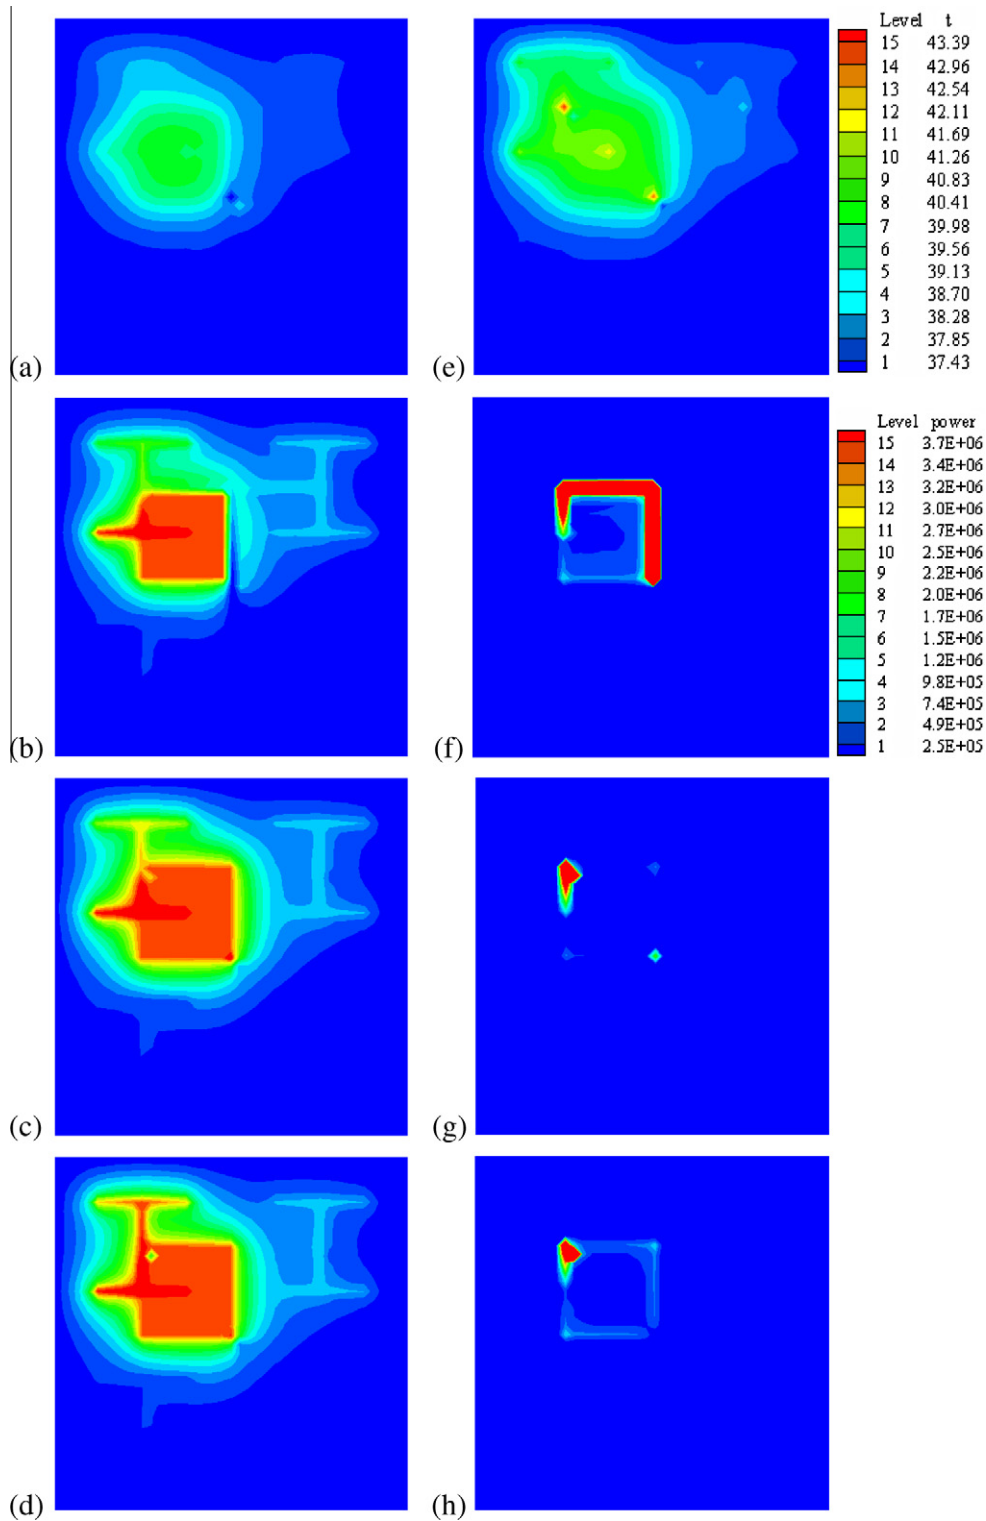 Level t
15 43.39
14 42.96
13 42.54
12 42.11
11 41.69
10 41.26
9 40.83
8 40.41
7 39.98
6 39.56
5 39.13
4 38.70
3 38.28
2 37.85
1 37.43
(a)
(e)
Level power
15 3.7E+06
14 3.4E+06
13 3.2E+06
12 3.0E+06
11 2.7E+06
10 2.5E+06
9 2.2E+06
8 2.0E+06
7 1.7E+06
6 1.5E+06
5 1.2E+06
4 9.8E+05
3 7.4E+05
2 4.9E+05
1 2.5E+05
(b)
(f)
(c)
(g)
(d)
(h)